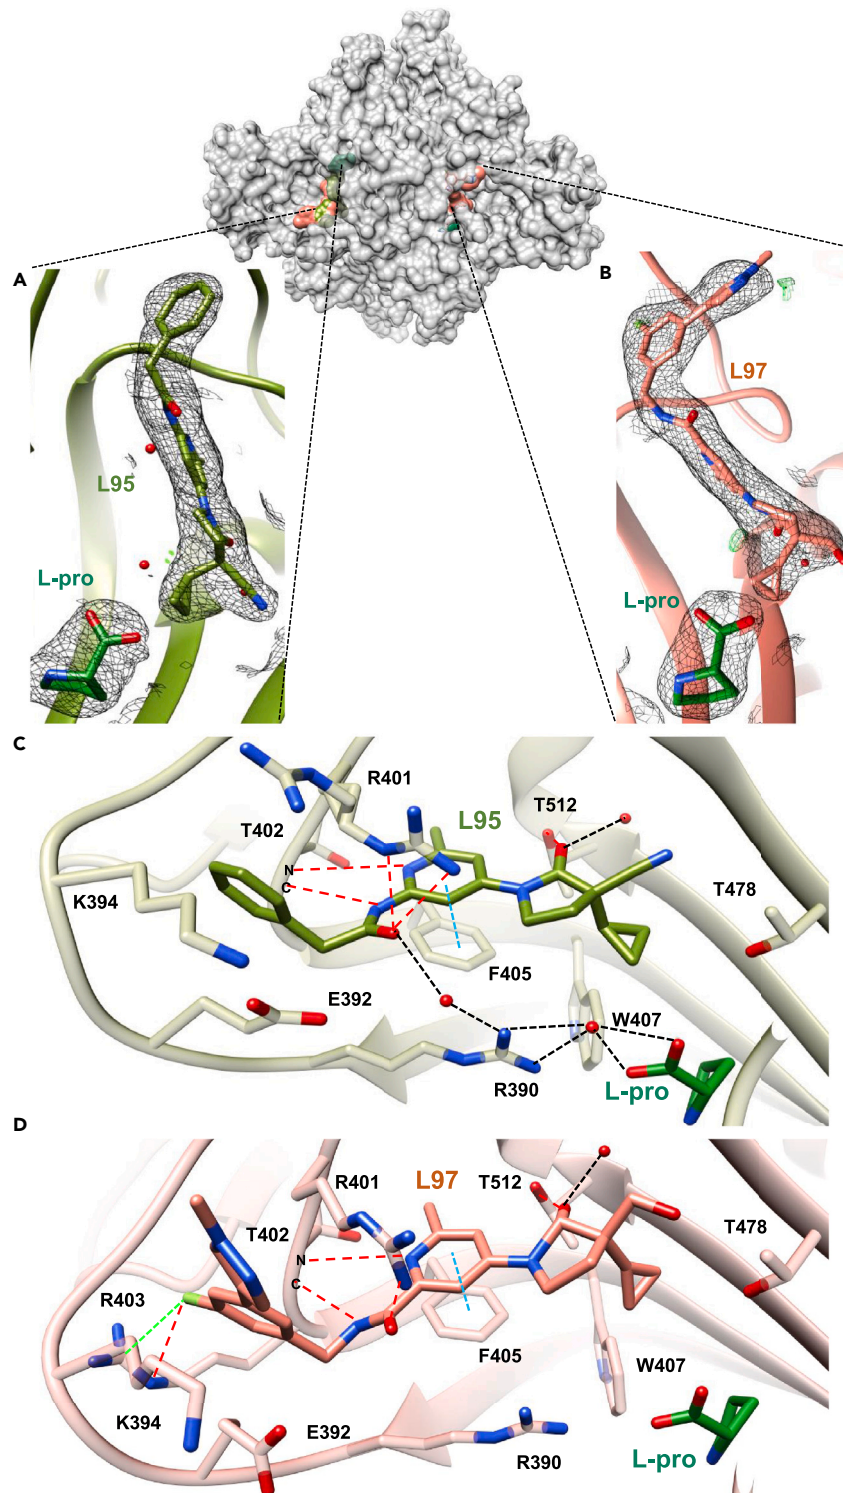 A
B
L97
L95
L-pro
L-pro
C
R401
L95
T512
T402
N
C
K394
T478
F405
E392
W407
R390
L-pro
D
R401
L97
T512
T402
T478
N
C
R403
F405
W407
K394
E392
R390
L-pro